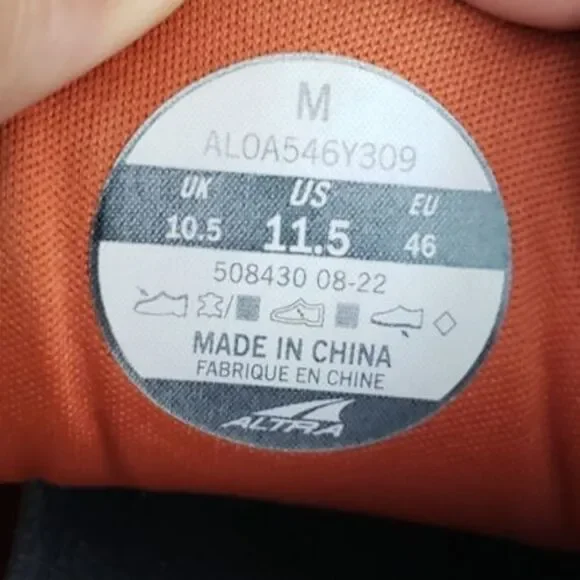 M
AL0A546Y309
UK US EU
10.5 11.5 46
508430 08-22
MADE IN CHINA
FABRIQUE EN CHINE
ALTRA